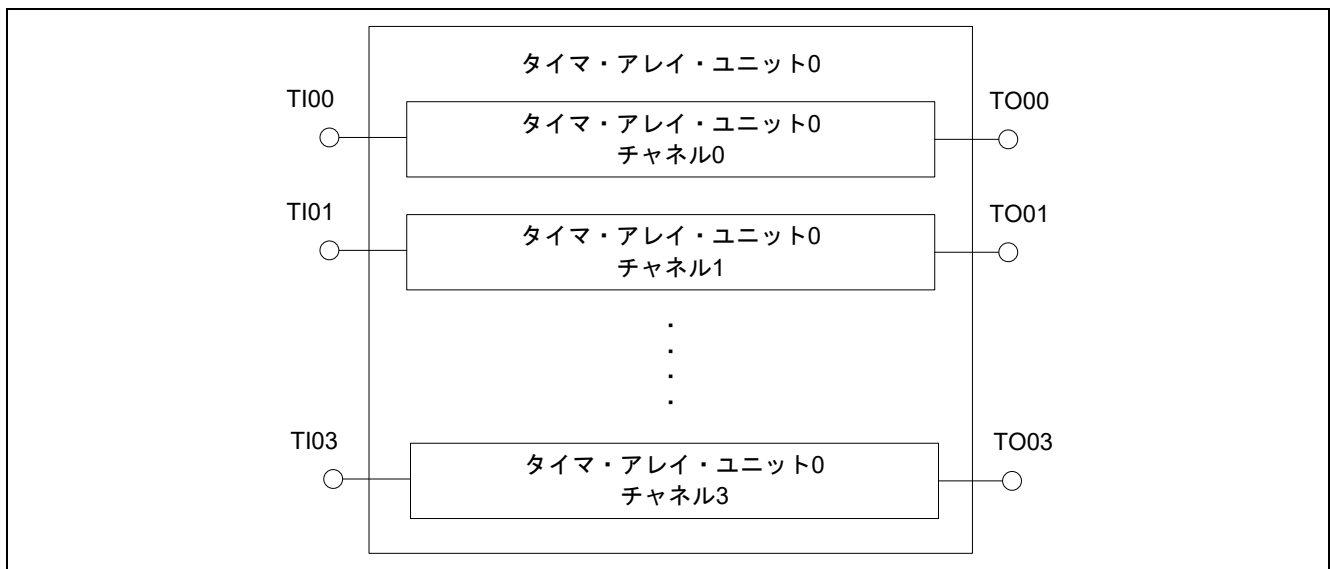 タイマ・アレイ・ユニット0
TI00
タイマ・アレイ・ユニット0
チャネル0
TO00
TI01
タイマ・アレイ・ユニット0
チャネル1
TO01
・
・
・
・
TI03
タイマ・アレイ・ユニット0
チャネル3
TO03